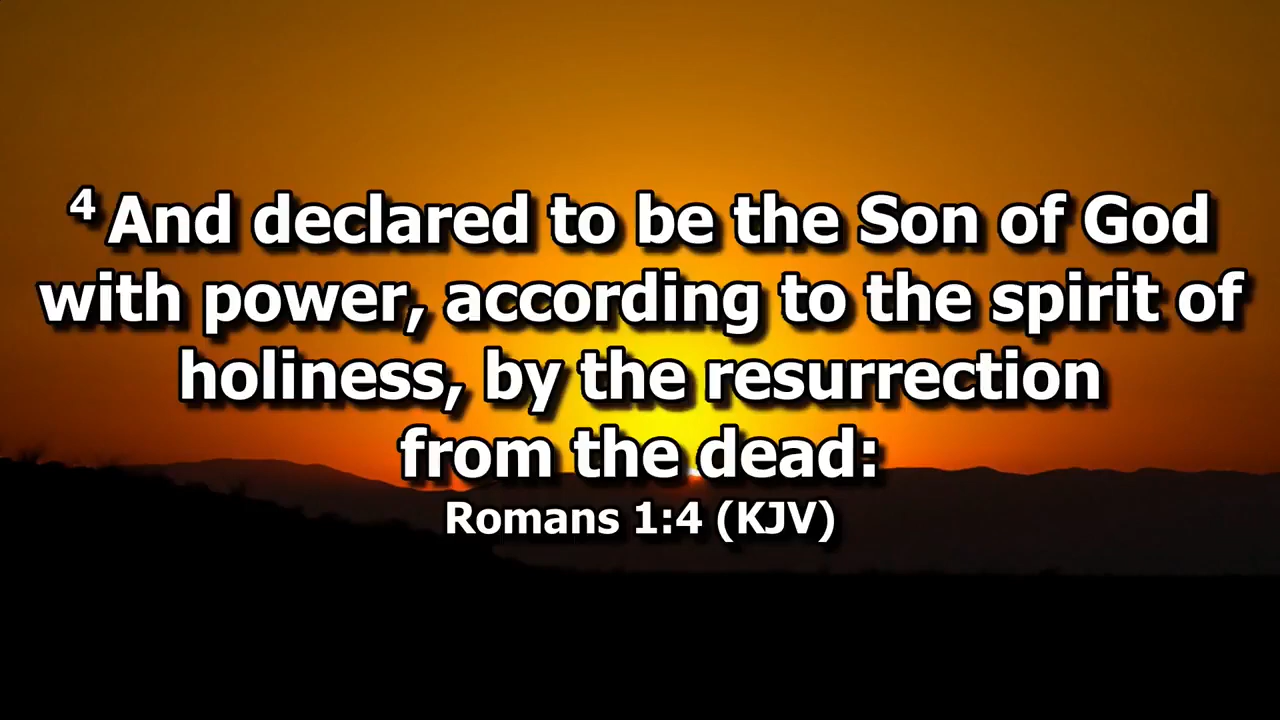 ⁴ And declared to be the Son of God
with power, according to the spirit of
holiness, by the resurrection
from the dead:
Romans 1:4 (KJV)